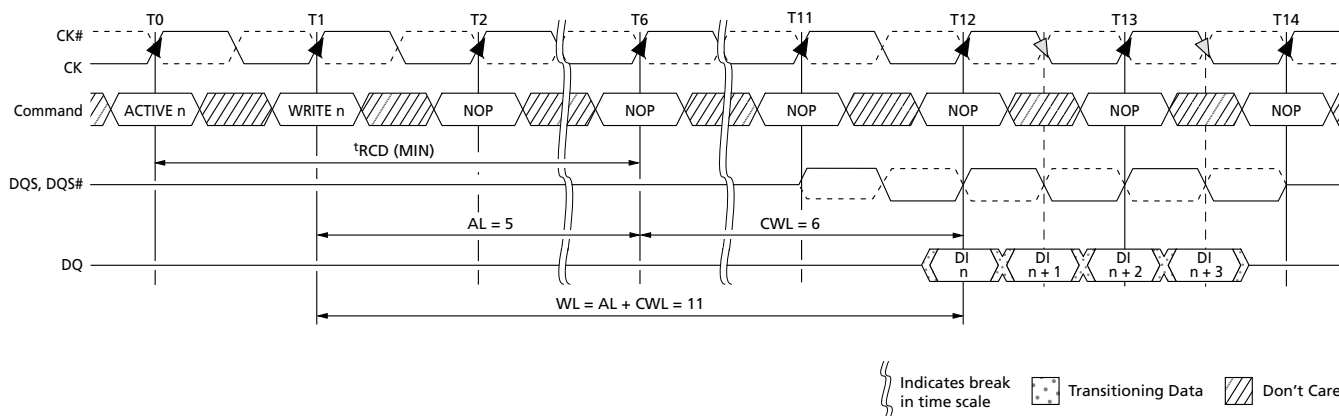 T0 T1 T2 T6 T11 T12 T13 T14
CK#
CK
Command ACTIVE n WRITE n NOP NOP NOP NOP NOP NOP
tRCD (MIN)
DQS, DQS#
AL = 5 CWL = 6
DQ DI n DI n + 1 DI n + 2 DI n + 3
WL = AL + CWL = 11
Indicates break in time scale
Transitioning Data
Don't Care